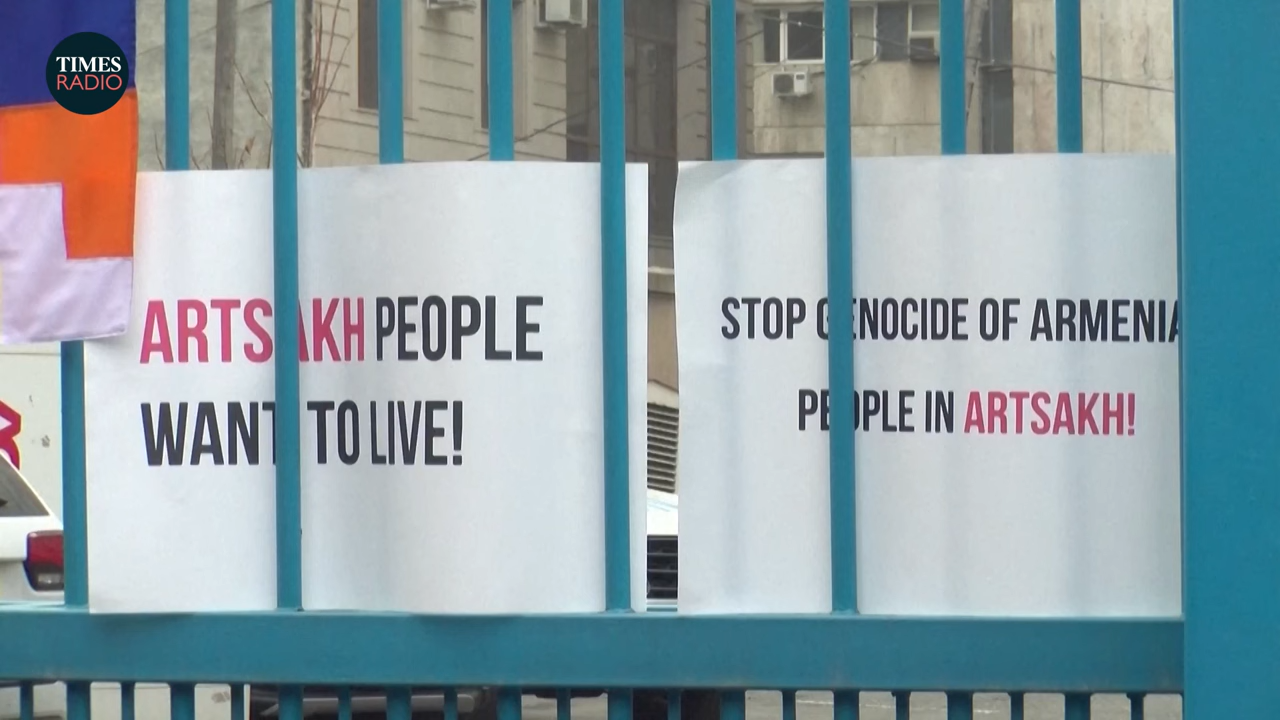 TIMES
RADIO
ARTSAKH PEOPLE
WANT TO LIVE!
STOP GENOCIDE OF ARMENIA
PEOPLE IN ARTSAKH!